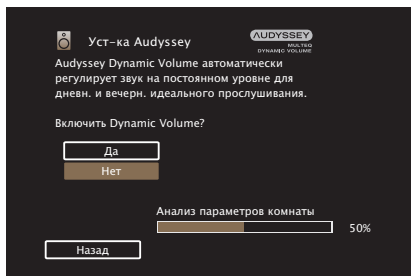 Уст-ка Audyssey
AUDYSSEY
MULTEQ
DYNAMIC VOLUME
Audyssey Dynamic Volume автоматически
регулирует звук на постоянном уровне для
дневн. и вечерн. идеального прослушивания.
Включить Dynamic Volume?
Да
Нет
Анализ параметров комнаты
50%
Назад